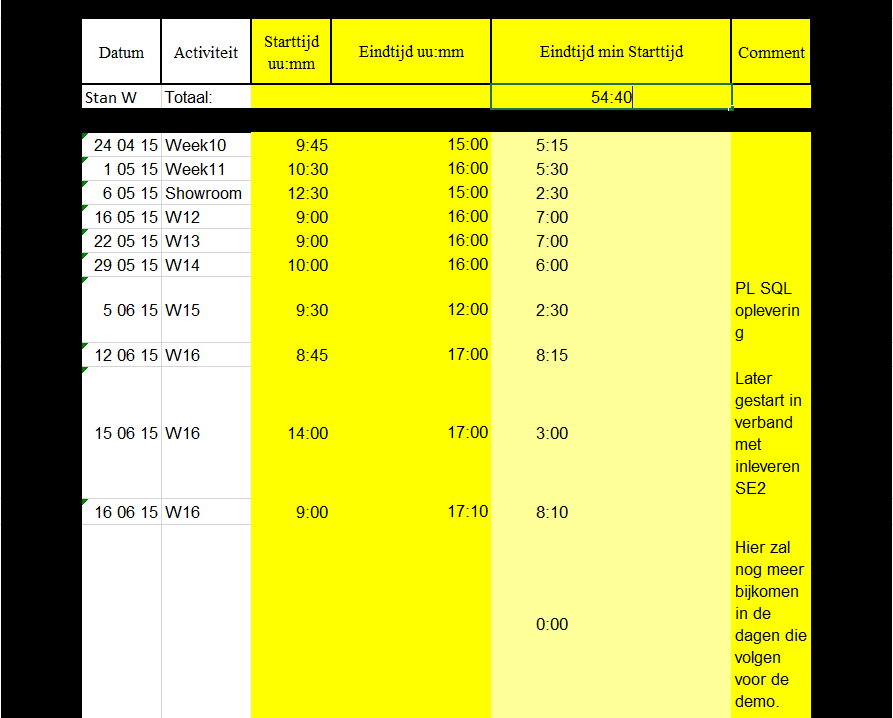 Datum Activiteit Starttijd uu:mm Eindtijd uu:mm Eindtijd min Starttijd Comment
Stan W Totaal: 54:40
24 04 15 Week10 9:45 15:00 5:15
1 05 15 Week11 10:30 16:00 5:30
6 05 15 Showroom 12:30 15:00 2:30
16 05 15 W12 9:00 16:00 7:00
22 05 15 W13 9:00 16:00 7:00
29 05 15 W14 10:00 16:00 6:00
5 06 15 W15 9:30 12:00 2:30
PL SQL
opleverin
g
12 06 15 W16 8:45 17:00 8:15
15 06 15 W16 14:00 17:00 3:00
Later
gestart in
verband
met
inleveren
SE2
16 06 15 W16 9:00 17:10 8:10
0:00
Hier zal
nog meer
bijkomen
in de
dagen die
volgen
voor de
demo.